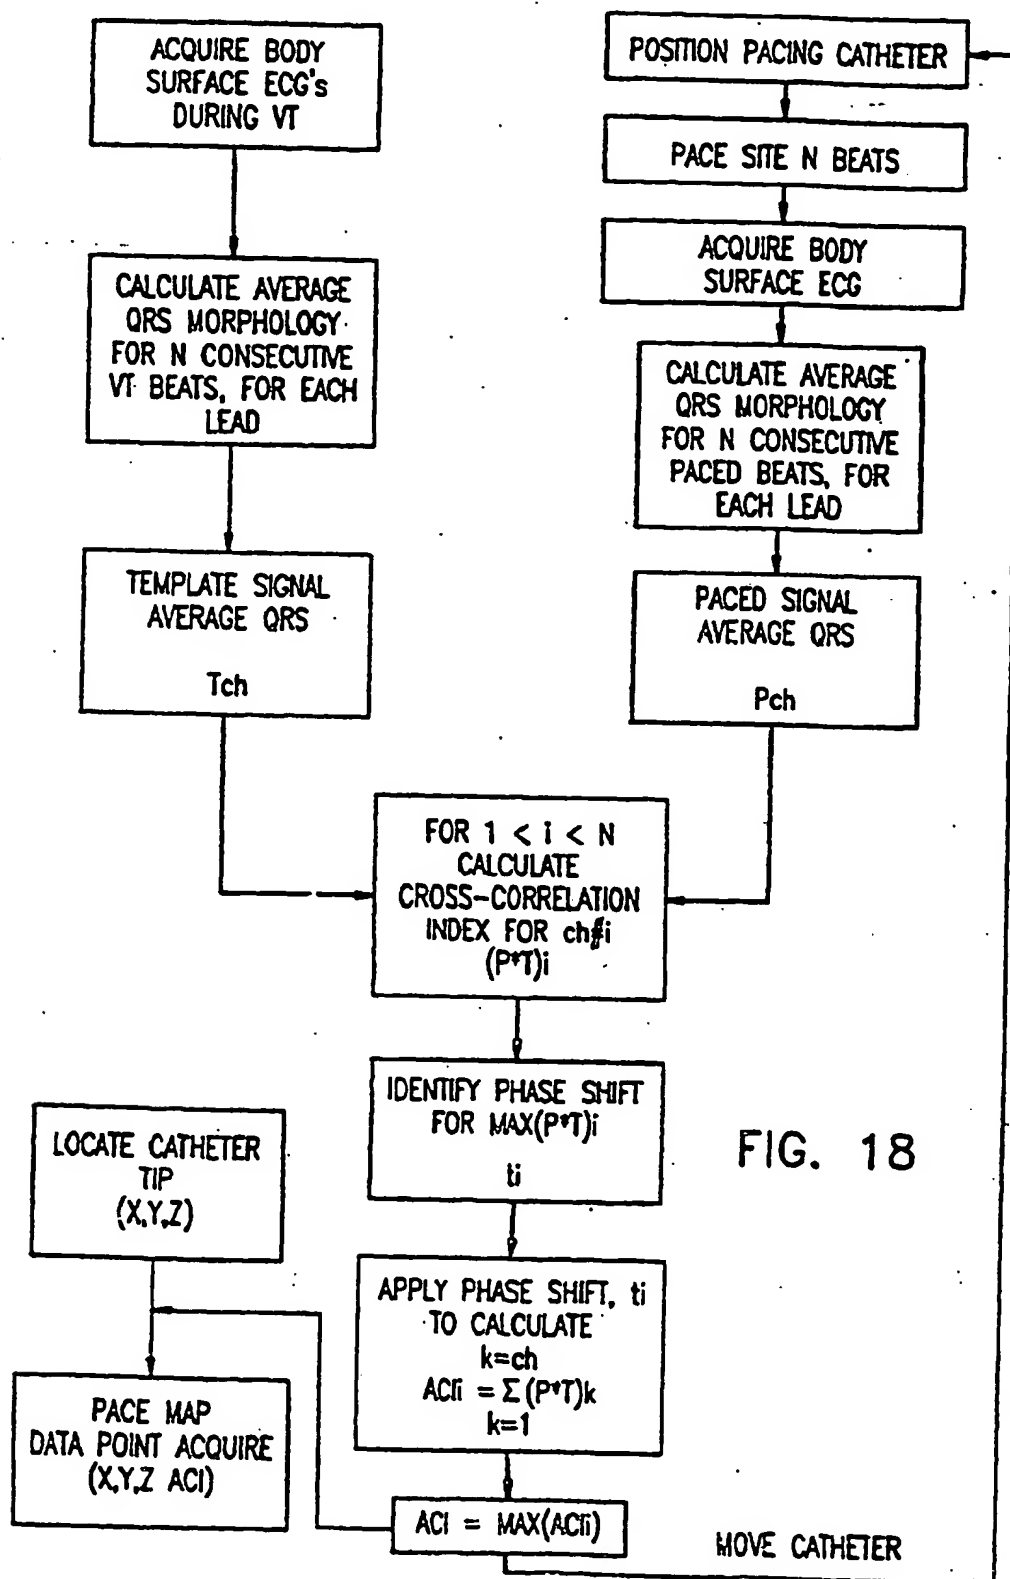 ACQUIRE BODY
SURFACE ECG's
DURING VT
CALCULATE AVERAGE
QRS MORPHOLOGY
FOR N CONSECUTIVE
VT BEATS, FOR EACH
LEAD
TEMPLATE SIGNAL
AVERAGE QRS
Tch
POSITION PACING CATHETER
PACE SITE N BEATS
ACQUIRE BODY
SURFACE ECG
CALCULATE AVERAGE
QRS MORPHOLOGY
FOR N CONSECUTIVE
PACED BEATS, FOR
EACH LEAD
PACED SIGNAL
AVERAGE QRS
Pch
FOR 1 < i < N
CALCULATE
CROSS-CORRELATION
INDEX FOR ch#i
(P*T)i
IDENTIFY PHASE SHIFT
FOR MAX(P*T)i
ti
APPLY PHASE SHIFT, ti
TO CALCULATE
k=ch
ACIi = Σ (P*T)k
k=1
ACI = MAX(ACIi)
LOCATE CATHETER
TIP
(X,Y,Z)
PACE MAP
DATA POINT ACQUIRE
(X,Y,Z ACI)
MOVE CATHETER
FIG. 18